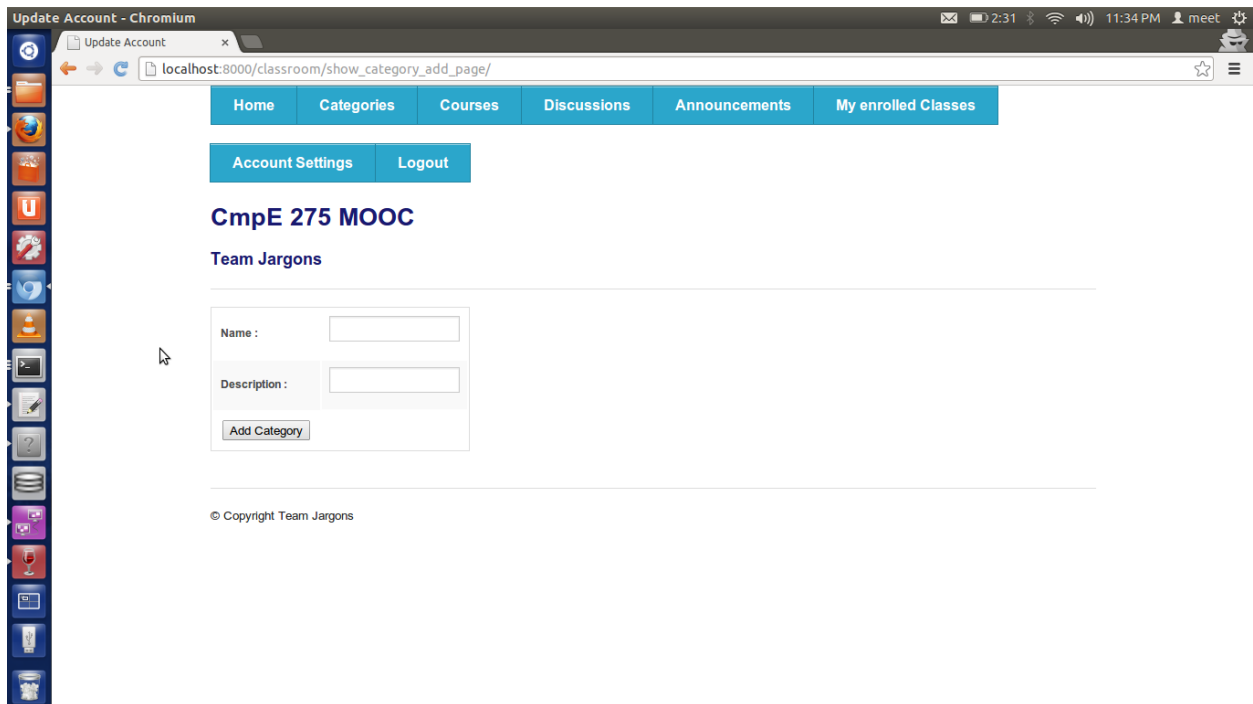 Update Account - Chromium 2:31 11:34 PM meet
Update Account ×
localhost:8000/classroom/show_category_add_page/
Home Categories Courses Discussions Announcements My enrolled Classes
Account Settings Logout
CmpE 275 MOOC
Team Jargons
Name :
Description :
Add Category
© Copyright Team Jargons